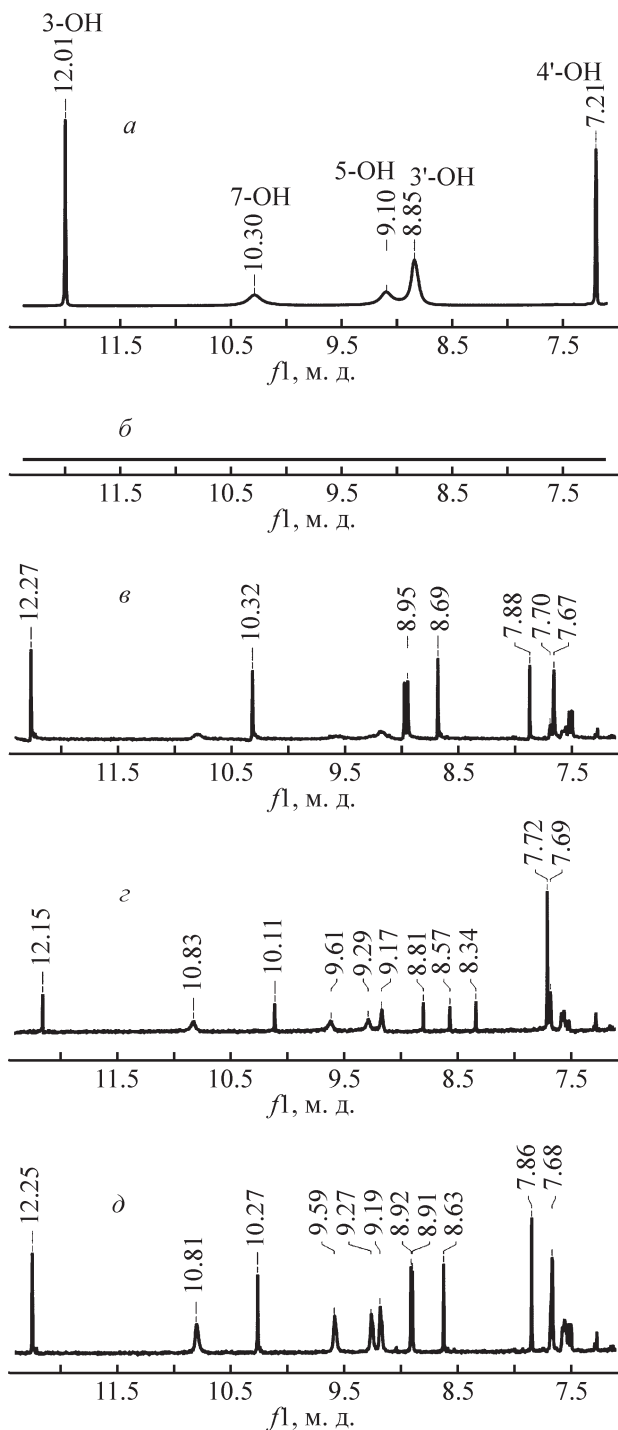 3-OH
12.01
а
7-OH
10.30
5-OH
9.10
3'-OH
8.85
4'-OH
7.21
11.5 10.5 9.5 8.5 7.5
f1, м. д.
б
11.5 10.5 9.5 8.5 7.5
f1, м. д.
в
12.27 10.32 8.95 8.69 7.88 7.70 7.67
11.5 10.5 9.5 8.5 7.5
f1, м. д.
г
12.15 10.83 10.11 9.61 9.29 9.17 8.81 8.57 8.34 7.72 7.69
11.5 10.5 9.5 8.5 7.5
f1, м. д.
д
12.25 10.81 10.27 9.59 9.27 9.19 8.92 8.91 8.63 7.86 7.68
11.5 10.5 9.5 8.5 7.5
f1, м. д.